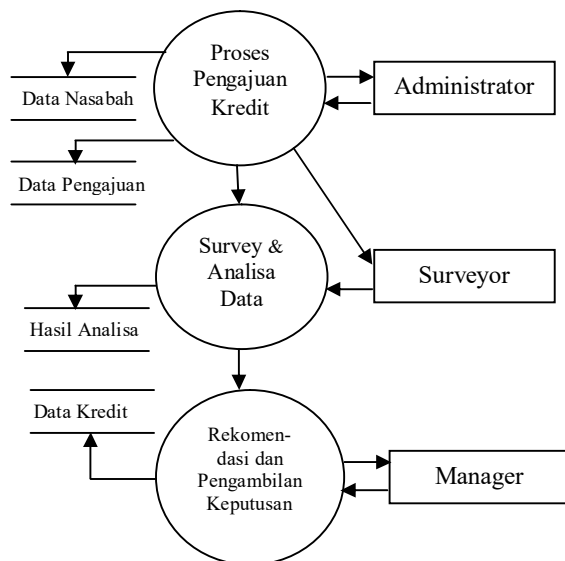 Proses
Pengajuan
Kredit
Administrator
Data Nasabah
Data Pengajuan
Survey &
Analisa
Data
Surveyor
Hasil Analisa
Data Kredit
Rekomen-
dasi dan
Pengambilan
Keputusan
Manager